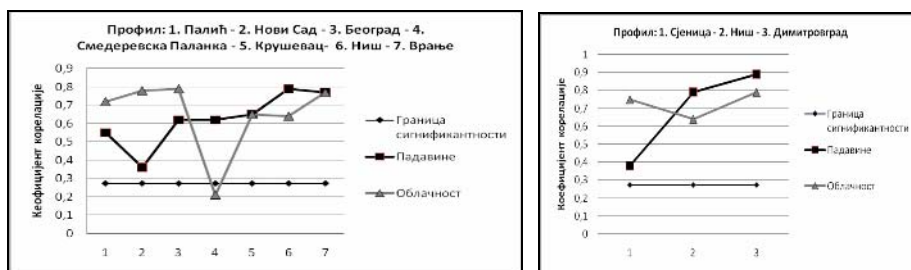 Профил: 1. Палић - 2. Нови Сад - 3. Београд - 4.
Смедеревска Паланка - 5. Крушевац- 6. Ниш - 7. Врање
Кеофицијент корелације
0,9
0,8
0,7
0,6
0,5
0,4
0,3
0,2
0,1
0
1 2 3 4 5 6 7
Граница
сигнификантности
Падавине
Облачност
Профил: 1. Сјеница - 2. Ниш - 3. Димитровград
Коефицијент корелације
1
0,9
0,8
0,7
0,6
0,5
0,4
0,3
0,2
0,1
0
1 2 3
Граница
сигнификантности
Падавине
Облачност